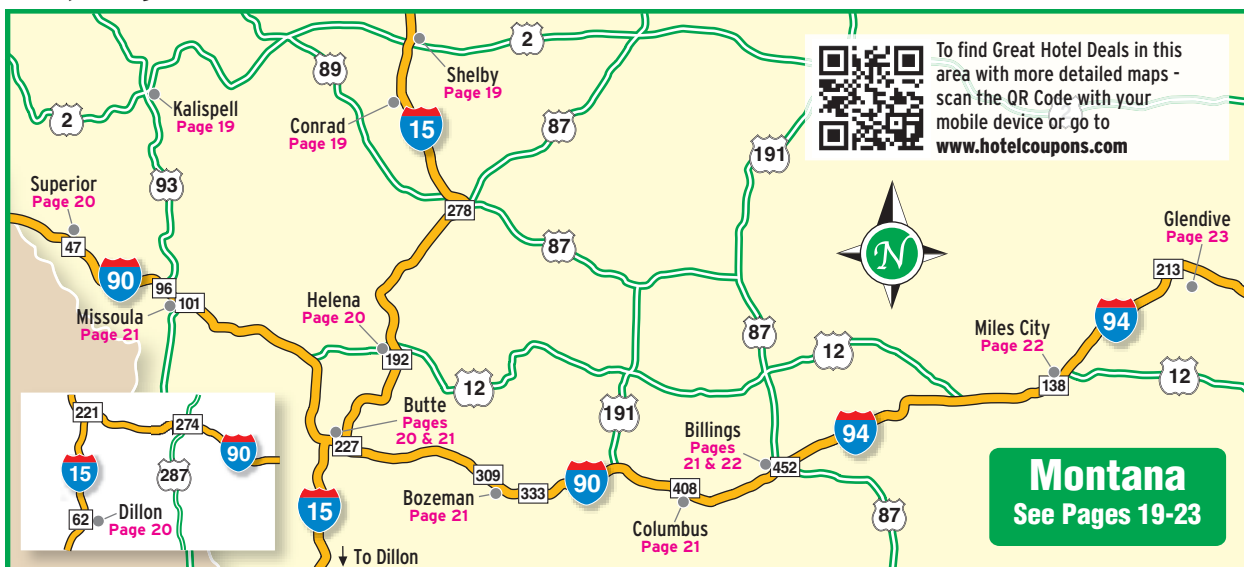 2
89
Shelby
Page 19
To find Great Hotel Deals in this
area with more detailed maps -
scan the QR Code with your
mobile device or go to
www.hotelcoupons.com
Kalispell
Page 19
2
Conrad
Page 19
15
87
191
93
Superior
Page 20
47
278
87
N
Glendive
Page 23
213
90
96
101
Missoula
Page 21
Helena
Page 20
192
12
87
12
94
Miles City
Page 22
138
12
191
Butte
Pages
20 & 21
227
Billings
Pages
21 & 22
452
94
221
274
90
15
287
62
Dillon
Page 20
309
333
Bozeman
Page 21
90
408
Columbus
Page 21
87
15
To Dillon
Montana
See Pages 19-23